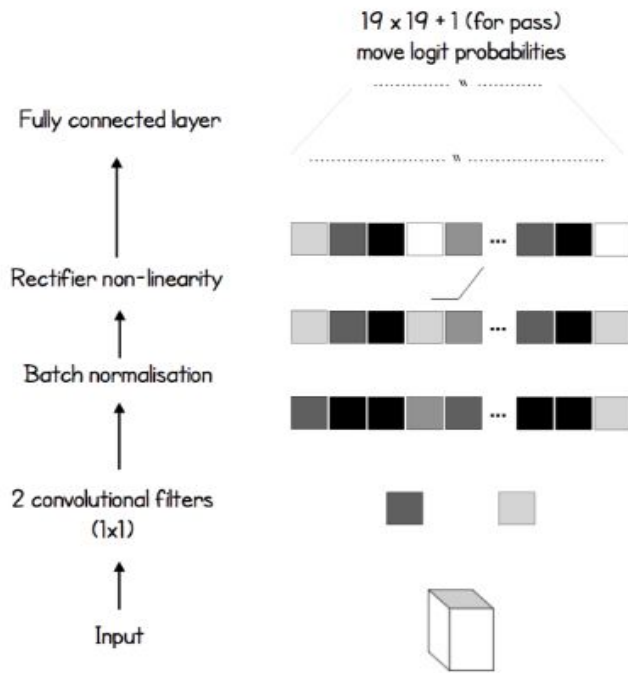 19 x 19 + 1 (for pass)
move logit probabilities
Fully connected layer
Rectifier non-linearity
Batch normalisation
2 convolutional filters
(1x1)
Input